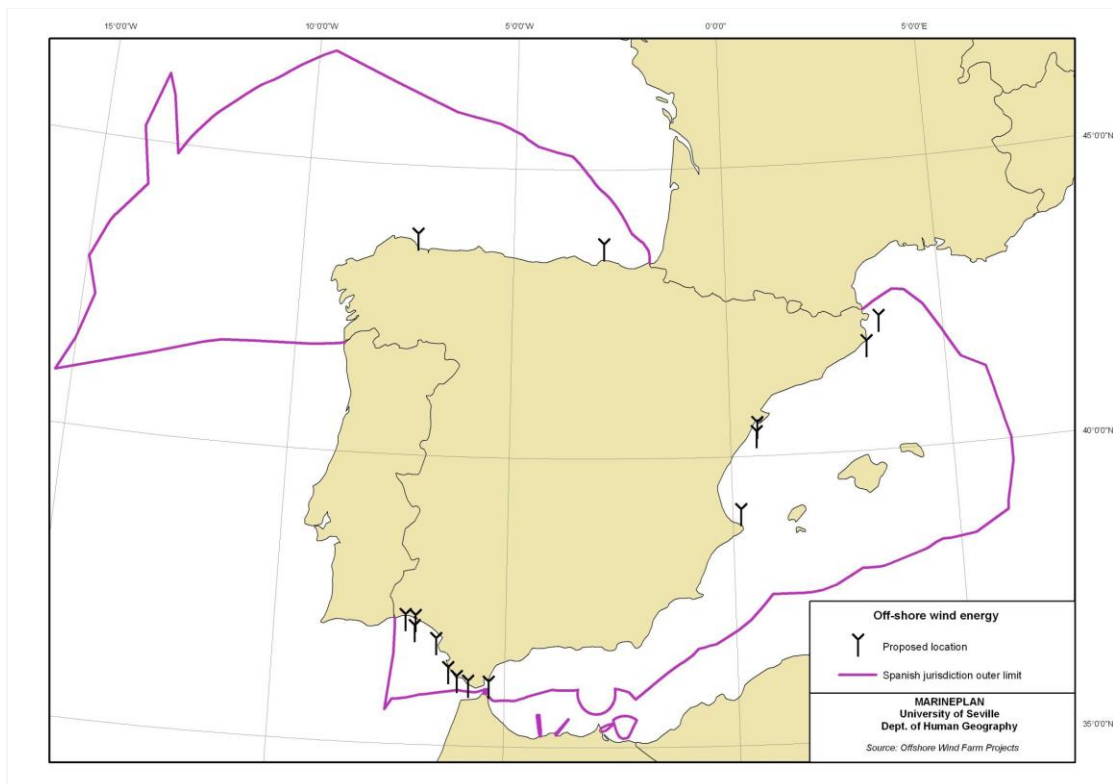 15°0'0"W
10°0'0"W
5°0'0"W
0°0'0"
5°0'0"E
45°0'0"N
40°0'0"N
35°0'0"N
Off-shore wind energy
Proposed location
Spanish jurisdiction outer limit
MARINEPLAN
University of Seville
Dept. of Human Geography
Source: Offshore Wind Farm Projects